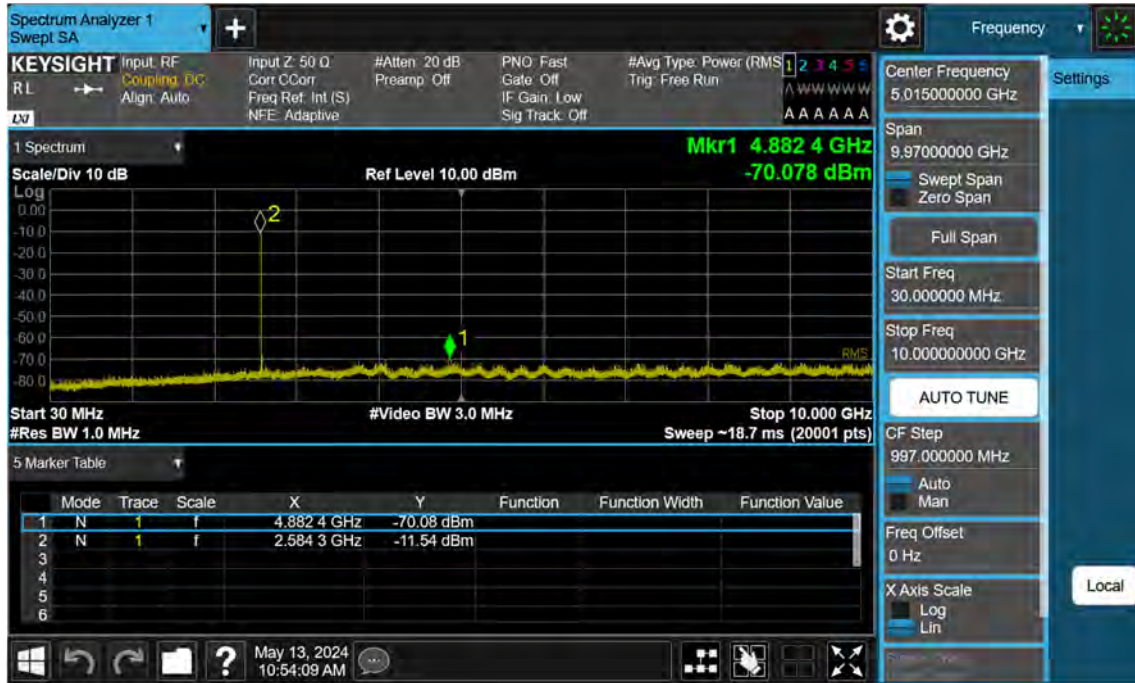 Spectrum Analyzer 1
Swept SA
Frequency
KEYSIGHT
RL
LXI
Input: RF
Coupling: DC
Align: Auto
Input Z: 50 Ω
Corr CCorr
Freq Ref: Int (S)
NFE: Adaptive
#Atten: 20 dB
Preamp: Off
PNO: Fast
Gate: Off
IF Gain: Low
Sig Track: Off
#Avg Type: Power (RMS
Trig: Free Run
1 2 3 4 5 6
A W W W W W
A A A A A A
1 Spectrum
Scale/Div 10 dB
Ref Level 10.00 dBm
Mkr1 4.882 4 GHz
-70.078 dBm
Log
0.00
-10.0
-20.0
-30.0
-40.0
-50.0
-60.0
-70.0
-80.0
2
1
RMS
Start 30 MHz
#Video BW 3.0 MHz
Stop 10.000 GHz
#Res BW 1.0 MHz
Sweep ~18.7 ms (20001 pts)
5 Marker Table
Mode Trace Scale X Y Function Function Width Function Value
1 N 1 f 4.882 4 GHz -70.08 dBm
2 N 1 f 2.584 3 GHz -11.54 dBm
3
4
5
6
May 13, 2024
10:54:09 AM
Center Frequency
5.015000000 GHz
Span
9.97000000 GHz
Swept Span
Zero Span
Full Span
Start Freq
30.000000 MHz
Stop Freq
10.000000000 GHz
AUTO TUNE
CF Step
997.000000 MHz
Auto
Man
Freq Offset
0 Hz
X Axis Scale
Log
Lin
Settings
Local